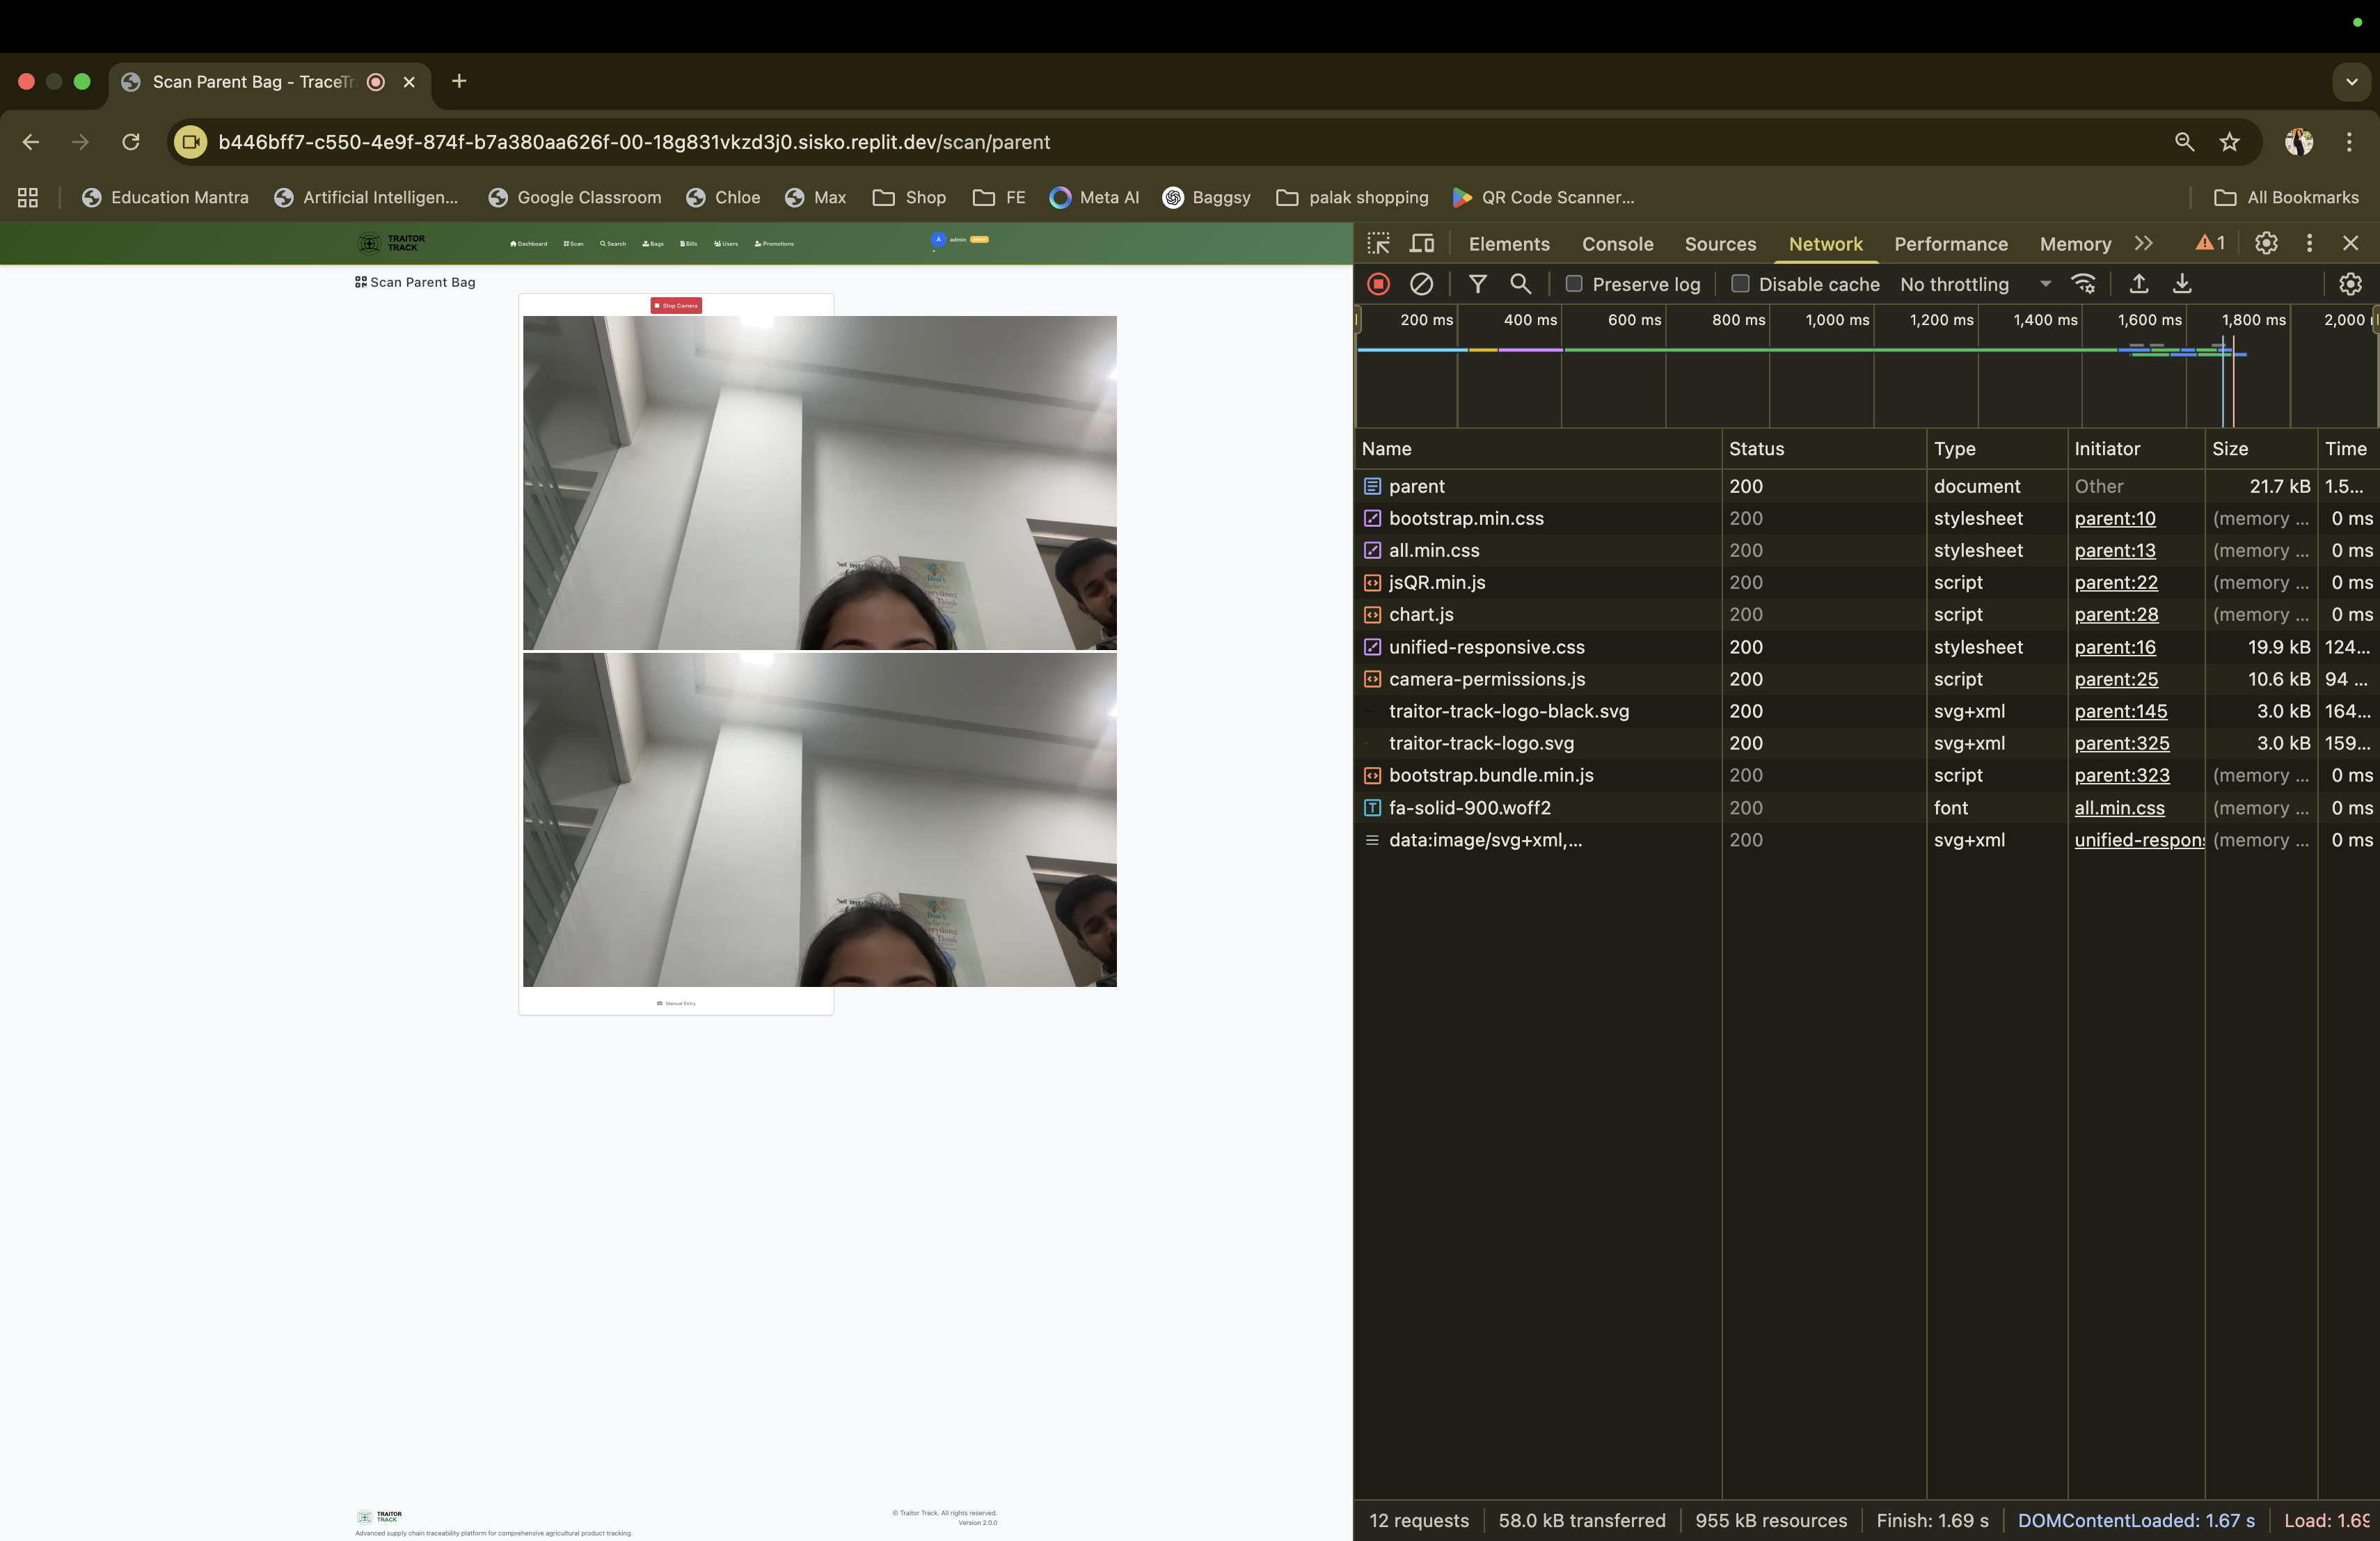 Scan Parent Bag - TraceTr
b446bff7-c550-4e9f-874f-b7a380aa626f-00-18g831vkzd3j0.sisko.replit.dev/scan/parent
Education Mantra
Artificial Intelligen...
Google Classroom
Chloe
Max
Shop
FE
Meta AI
Baggsy
palak shopping
QR Code Scanner...
All Bookmarks
TRAITOR
TRACK
Dashboard
Scan
Search
Bags
Bills
Users
Promotions
A
admin
Scan Parent Bag
Stop Camera
Manual Entry
TRAITOR
TRACK
Advanced supply chain traceability platform for comprehensive agricultural product tracking.
© Traitor Track. All rights reserved.
Version 2.0.0
Elements Console Sources Network Performance Memory 1
Preserve log Disable cache No throttling
200 ms 400 ms 600 ms 800 ms 1,000 ms 1,200 ms 1,400 ms 1,600 ms 1,800 ms 2,000
Name Status Type Initiator Size Time
parent 200 document Other 21.7 kB 1.5...
bootstrap.min.css 200 stylesheet parent:10 (memory ... 0 ms
all.min.css 200 stylesheet parent:13 (memory ... 0 ms
jsQR.min.js 200 script parent:22 (memory ... 0 ms
chart.js 200 script parent:28 (memory ... 0 ms
unified-responsive.css 200 stylesheet parent:16 19.9 kB 124...
camera-permissions.js 200 script parent:25 10.6 kB 94 ...
traitor-track-logo-black.svg 200 svg+xml parent:145 3.0 kB 164...
traitor-track-logo.svg 200 svg+xml parent:325 3.0 kB 159...
bootstrap.bundle.min.js 200 script parent:323 (memory ... 0 ms
fa-solid-900.woff2 200 font all.min.css (memory ... 0 ms
data:image/svg+xml,... 200 svg+xml unified-respons (memory ... 0 ms
12 requests 58.0 kB transferred 955 kB resources Finish: 1.69 s DOMContentLoaded: 1.67 s Load: 1.69